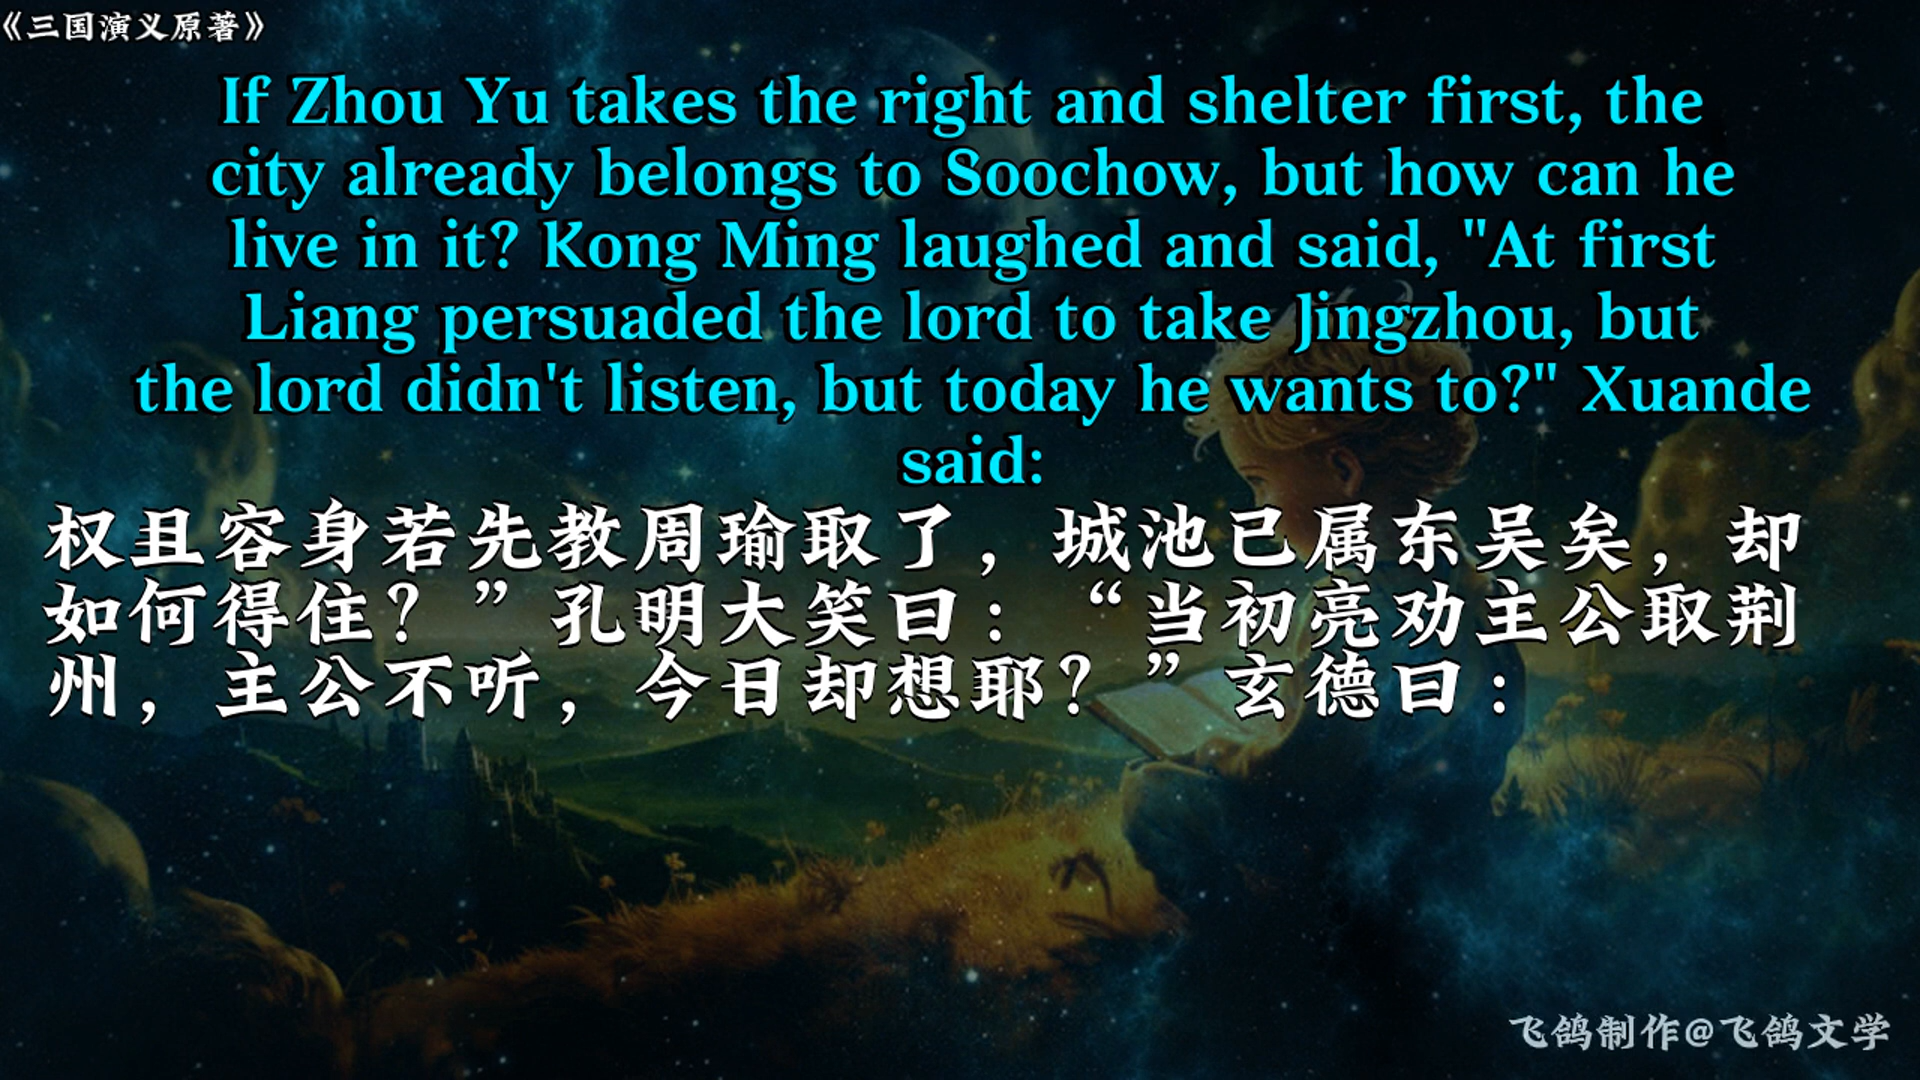 《三国演义原著》
If Zhou Yu takes the right and shelter first, the
city already belongs to Soochow, but how can he
live in it? Kong Ming laughed and said, "At first
Liang persuaded the lord to take Jingzhou, but
the lord didn't listen, but today he wants to?" Xuande
said:
权且容身若先教周瑜取了，城池已属东吴矣，却
如何得住？”孔明大笑曰：“当初亮劝主公取荆
州，主公不听，今日却想耶？”玄德曰：
飞鸽制作@飞鸽文学